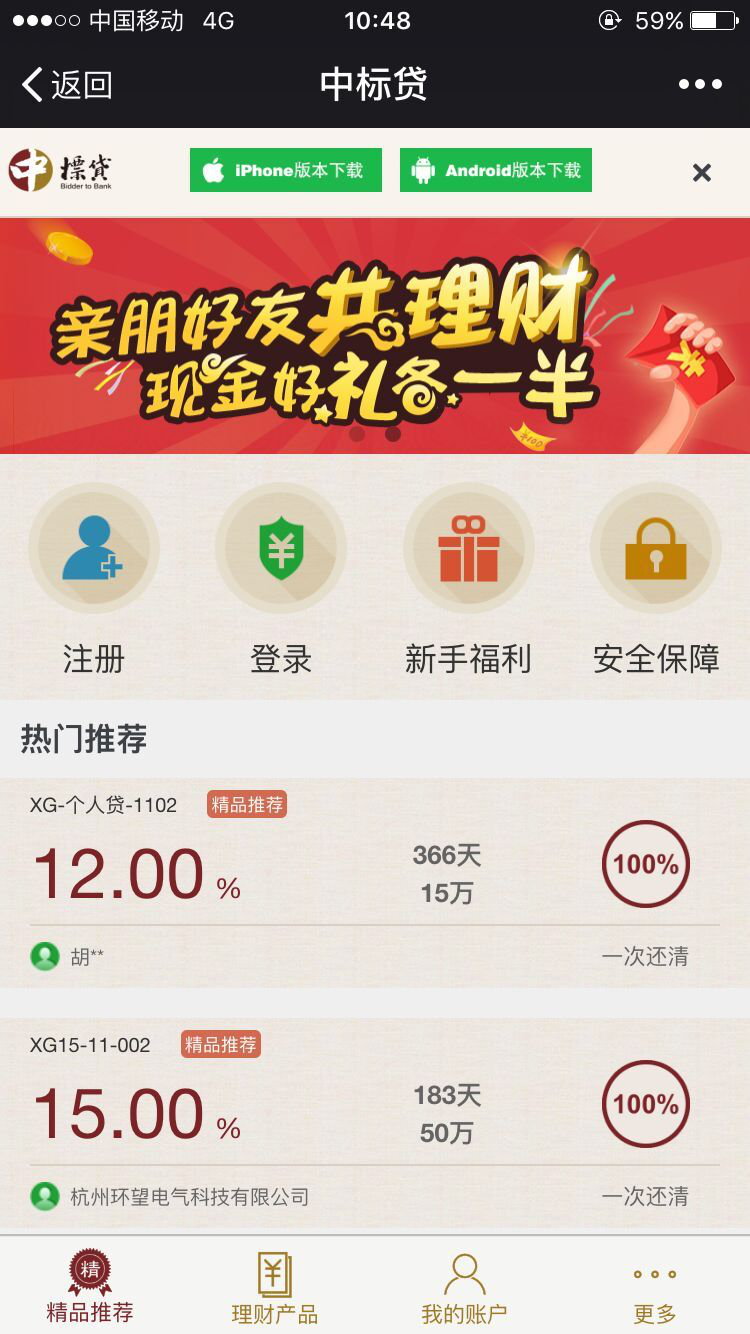 中国移动 4G 10:48 59%
返回 中标贷
中 標貸
Bidder to Bank
iPhone版本下载 Android版本下载
亲朋好友共理财
现金好礼各一半
¥100
注册 登录 新手福利 安全保障
热门推荐
XG-个人贷-1102 精品推荐
12.00 % 366天 100%
15万
胡** 一次还清
XG15-11-002 精品推荐
15.00 % 183天 100%
50万
杭州环望电气科技有限公司 一次还清
精
精品推荐 理财产品 我的账户 更多